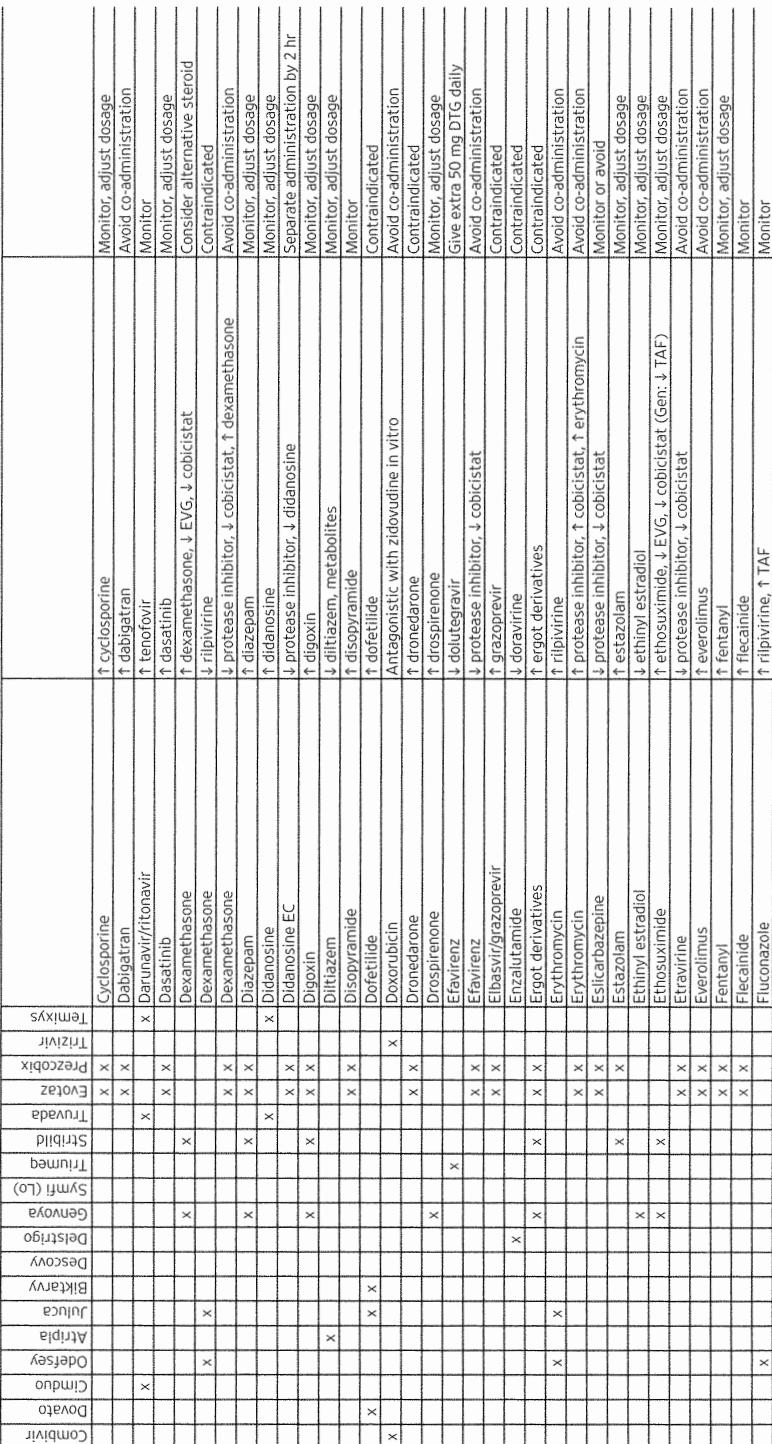 Combivir Dovato Cimduo Odefsey Atripla Juluca Biktarvy Descovy Delstrigo Genvoya Symfi (Lo) Triumeq Stribild Truvada Evotaz Prezcobix Trizivir Temixys
x x Cyclosporine ↑ cyclosporine Monitor, adjust dosage
x x Dabigatran ↑ dabigatran Avoid co-administration
x x x Darunavir/ritonavir ↑ tenofovir Monitor
x x Dasatinib ↑ dasatinib Monitor, adjust dosage
x x Dexamethasone ↑ dexamethasone, ↓ EVG, ↓ cobicistat Consider alternative steroid
x x Dexamethasone ↓ rilpivirine Contraindicated
x x Dexamethasone ↓ protease inhibitor, ↓ cobicistat, ↑ dexamethasone Avoid co-administration
x x x x Diazepam ↑ diazepam Monitor, adjust dosage
x x Didanosine ↑ didanosine Monitor, adjust dosage
x x Didanosine EC ↓ protease inhibitor, ↓ didanosine Separate administration by 2 hr
x x x x Digoxin ↑ digoxin Monitor, adjust dosage
x Diltiazem ↓ diltiazem, metabolites Monitor, adjust dosage
x x Disopyramide ↑ disopyramide Monitor
x x x Dofetilide ↑ dofetilide Contraindicated
x x Doxorubicin Antagonistic with zidovudine in vitro Avoid co-administration
x x Dronedarone ↑ dronedarone Contraindicated
x Drospirenone ↑ drospirenone Monitor, adjust dosage
x Efavirenz ↓ dolutegravir Give extra 50 mg DTG daily
x x Efavirenz ↓ protease inhibitor, ↓ cobicistat Avoid co-administration
x x Elbasvir/grazoprevir ↑ grazoprevir Contraindicated
x Enzalutamide ↓ doravirine Contraindicated
x x x x Ergot derivatives ↑ ergot derivatives Contraindicated
x x Erythromycin ↑ rilpivirine Avoid co-administration
x x Erythromycin ↑ protease inhibitor, ↑ cobicistat, ↑ erythromycin Avoid co-administration
x x Eslicarbazepine ↓ protease inhibitor, ↓ cobicistat Monitor or avoid
x x Estazolam ↑ estazolam Monitor, adjust dosage
x Ethinyl estradiol ↓ ethinyl estradiol Monitor, adjust dosage
x x Ethosuximide ↑ ethosuximide, ↓ EVG, ↓ cobicistat (Gen: ↓ TAF) Monitor, adjust dosage
x x Etravirine ↓ protease inhibitor, ↓ cobicistat Avoid co-administration
x x Everolimus ↑ everolimus Avoid co-administration
x x Fentanyl ↑ fentanyl Monitor, adjust dosage
x x Flecainide ↑ flecainide Monitor
x Fluconazole ↑ rilpivirine, ↑ TAF Monitor